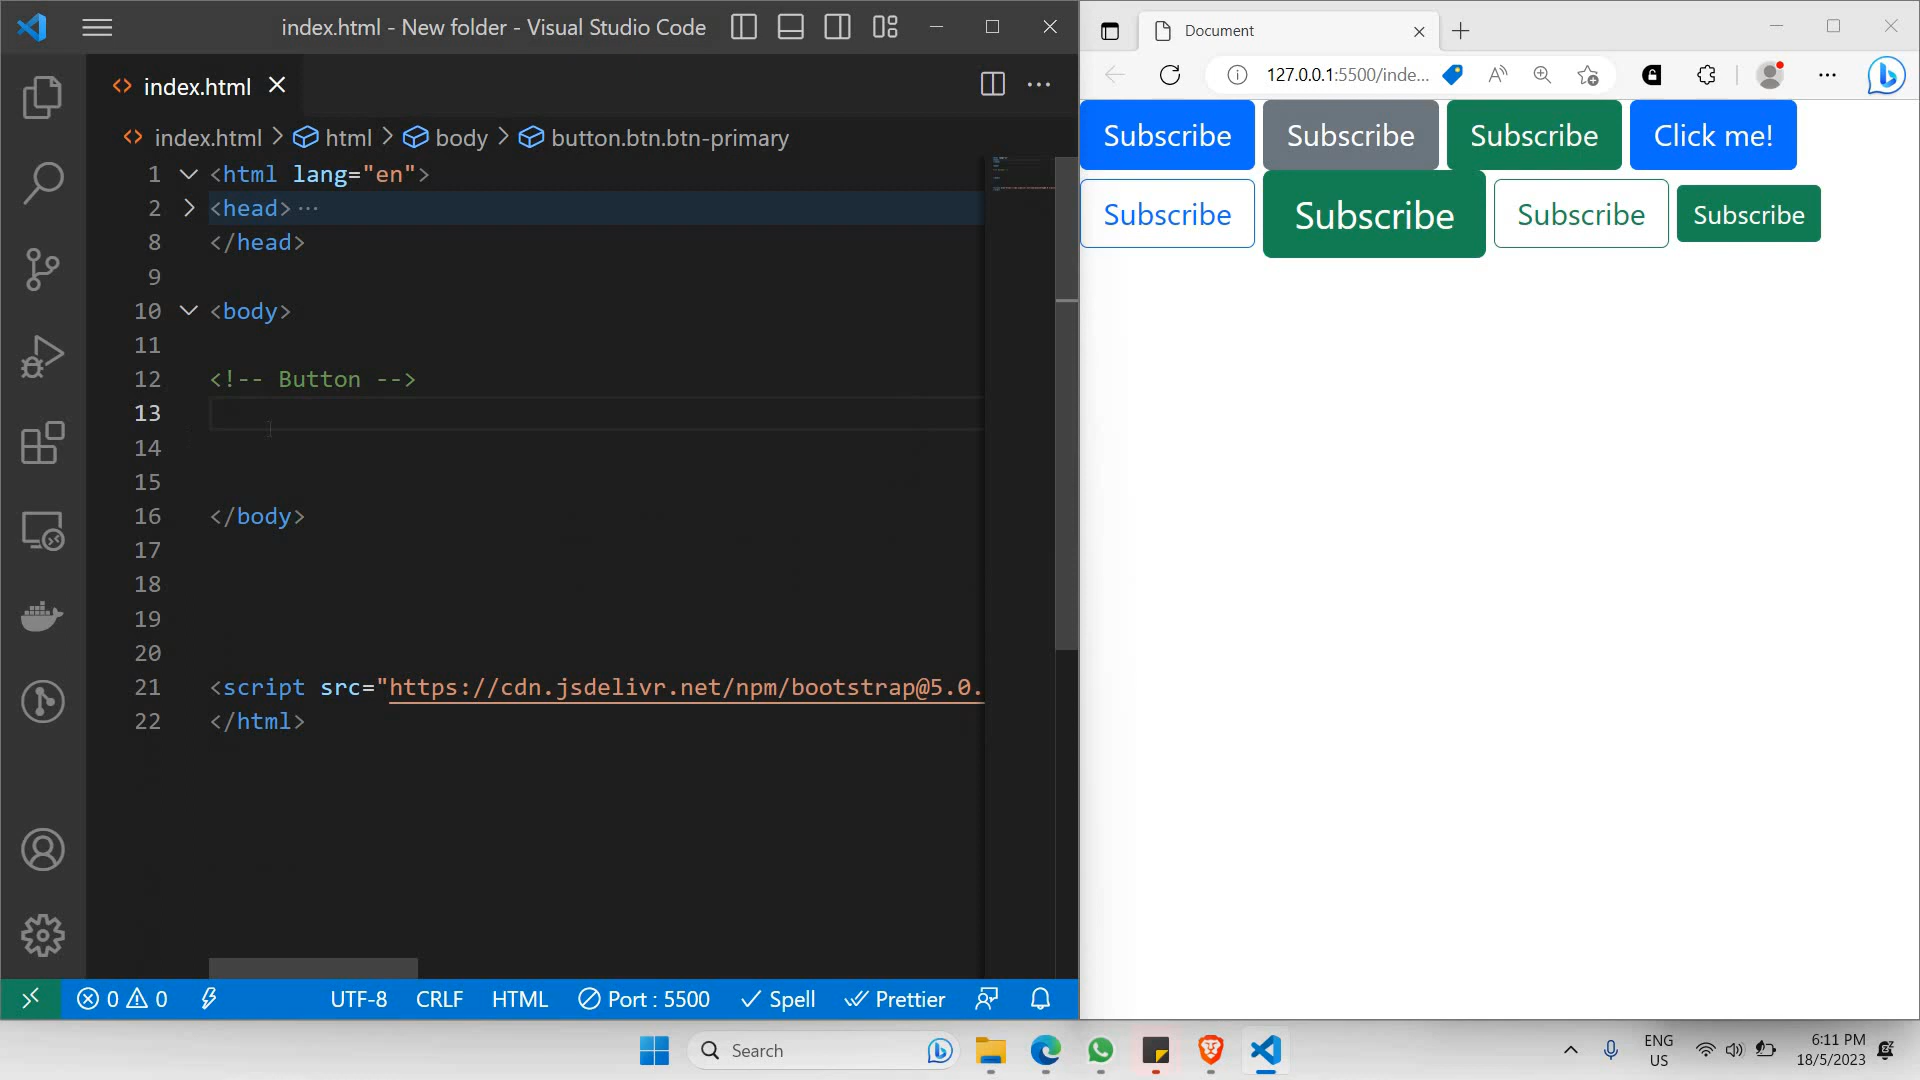 index.html - New folder - Visual Studio Code
index.html
index.html > html > body > button.btn.btn-primary
1 <html lang="en">
2 <head> ...
8 </head>
9
10 <body>
11
12 <!-- Button -->
13
14
15
16 </body>
17
18
19
20
21 <script src="https://cdn.jsdelivr.net/npm/bootstrap@5.0.
22 </html>
0 0 UTF-8 CRLF HTML Port : 5500 Spell Prettier
Document
127.0.0.1:5500/inde...
Subscribe Subscribe Subscribe Click me!
Subscribe Subscribe Subscribe Subscribe
Search
ENG
US
6:11 PM
18/5/2023